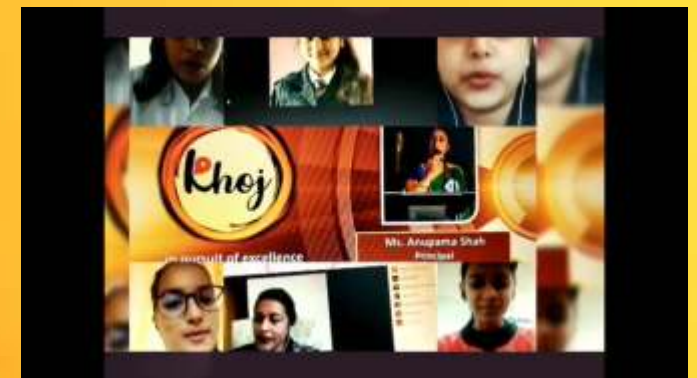 Khoj
in pursuit of excellence
Ms. Anupama Shah
Principal